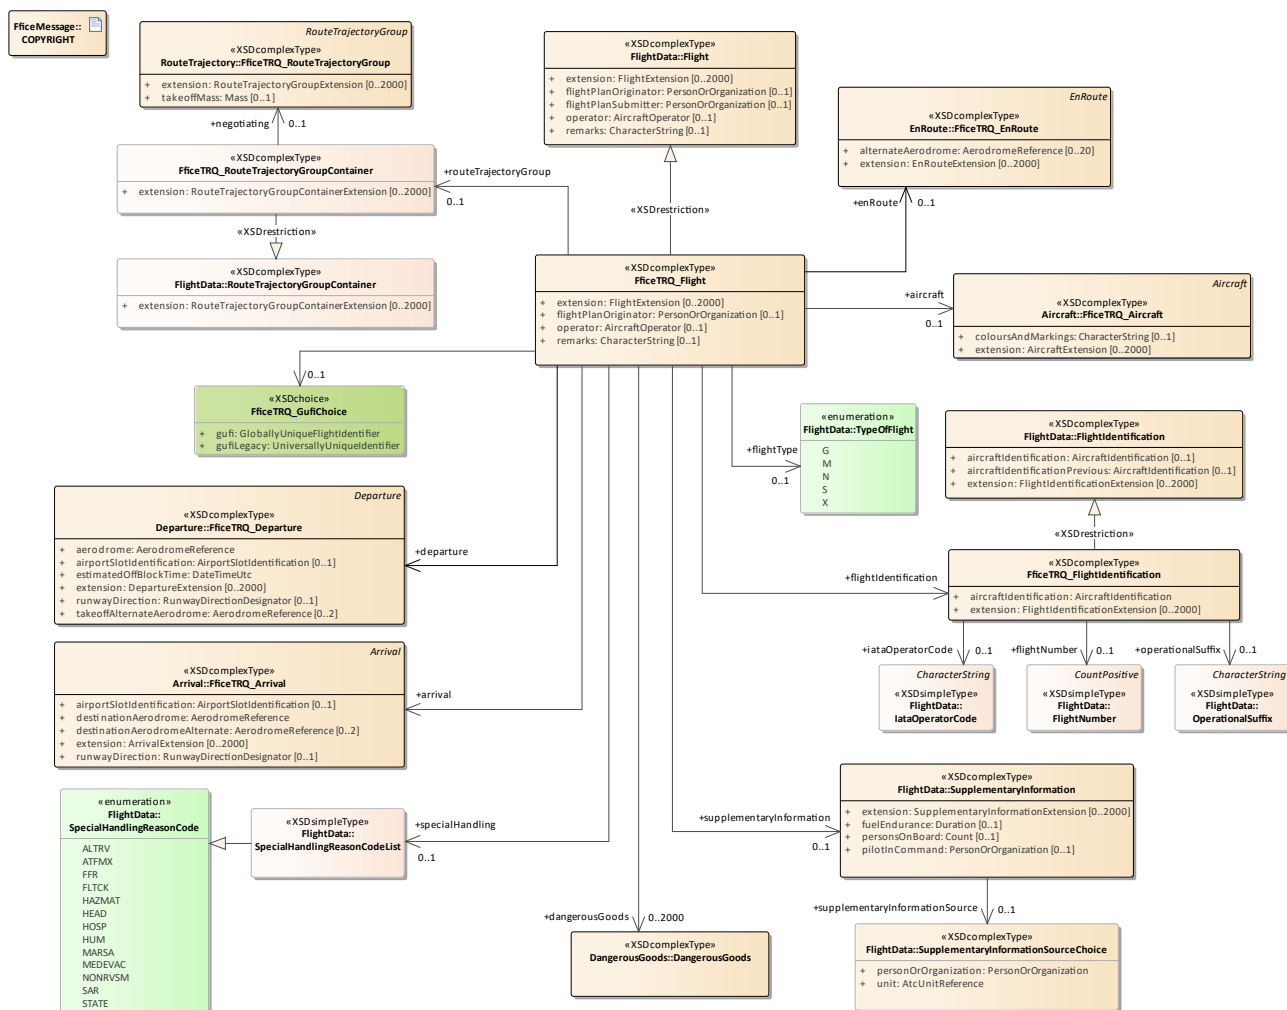 FficeMessage::
COPYRIGHT
RouteTrajectoryGroup
«XSDcomplexType»
RouteTrajectory::FficeTRQ_RouteTrajectoryGroup
+ extension: RouteTrajectoryGroupExtension [0..2000]
+ takeoffMass: Mass [0..1]
+negotiating 0..1
«XSDcomplexType»
FficeTRQ_RouteTrajectoryGroupContainer
+ extension: RouteTrajectoryGroupContainerExtension [0..2000]
«XSDrestriction»
«XSDcomplexType»
FlightData::RouteTrajectoryGroupContainer
+ extension: RouteTrajectoryGroupContainerExtension [0..2000]
«XSDcomplexType»
FlightData::Flight
+ extension: FlightExtension [0..2000]
+ flightPlanOriginator: PersonOrOrganization [0..1]
+ flightPlanSubmitter: PersonOrOrganization [0..1]
+ operator: AircraftOperator [0..1]
+ remarks: CharacterString [0..1]
+routeTrajectoryGroup
0..1
«XSDrestriction»
EnRoute
«XSDcomplexType»
EnRoute::FficeTRQ_EnRoute
+ alternateAerodrome: AerodromeReference [0..20]
+ extension: EnRouteExtension [0..2000]
+enRoute 0..1
«XSDcomplexType»
FficeTRQ_Flight
+ extension: FlightExtension [0..2000]
+ flightPlanOriginator: PersonOrOrganization [0..1]
+ operator: AircraftOperator [0..1]
+ remarks: CharacterString [0..1]
+aircraft
0..1
Aircraft
«XSDcomplexType»
Aircraft::FficeTRQ_Aircraft
+ coloursAndMarkings: CharacterString [0..1]
+ extension: AircraftExtension [0..2000]
0..1
«XSDchoice»
FficeTRQ_GufiChoice
+ gufi: GloballyUniqueFlightIdentifier
+ gufiLegacy: UniversallyUniqueIdentifier
+flightType
0..1
«enumeration»
FlightData::TypeOfFlight
G
M
N
S
X
«XSDcomplexType»
FlightData::FlightIdentification
+ aircraftIdentification: AircraftIdentification [0..1]
+ aircraftIdentificationPrevious: AircraftIdentification [0..1]
+ extension: FlightIdentificationExtension [0..2000]
«XSDrestriction»
Departure
«XSDcomplexType»
Departure::FficeTRQ_Departure
+ aerodrome: AerodromeReference
+ airportSlotIdentification: AirportSlotIdentification [0..1]
+ estimatedOffBlockTime: DateTimeUtc
+ extension: DepartureExtension [0..2000]
+ runwayDirection: RunwayDirectionDesignator [0..1]
+ takeoffAlternateAerodrome: AerodromeReference [0..2]
+departure
+flightIdentification
«XSDcomplexType»
FficeTRQ_FlightIdentification
+ aircraftIdentification: AircraftIdentification
+ extension: FlightIdentificationExtension [0..2000]
+iataOperatorCode 0..1
+flightNumber 0..1
+operationalSuffix 0..1
CharacterString
«XSDsimpleType»
FlightData::
IataOperatorCode
CountPositive
«XSDsimpleType»
FlightData::
FlightNumber
CharacterString
«XSDsimpleType»
FlightData::
OperationalSuffix
Arrival
«XSDcomplexType»
Arrival::FficeTRQ_Arrival
+ airportSlotIdentification: AirportSlotIdentification [0..1]
+ destinationAerodrome: AerodromeReference
+ destinationAerodromeAlternate: AerodromeReference [0..2]
+ extension: ArrivalExtension [0..2000]
+ runwayDirection: RunwayDirectionDesignator [0..1]
+arrival
«enumeration»
FlightData::
SpecialHandlingReasonCode
ALTRV
ATFMX
FFR
FLTCK
HAZMAT
HEAD
HOSP
HUM
MARSA
MEDEVAC
NONRVSM
SAR
STATE
«XSDsimpleType»
FlightData::
SpecialHandlingReasonCodeList
+specialHandling
0..1
+supplementaryInformation
0..1
«XSDcomplexType»
FlightData::SupplementaryInformation
+ extension: SupplementaryInformationExtension [0..2000]
+ fuelEndurance: Duration [0..1]
+ personsOnBoard: Count [0..1]
+ pilotInCommand: PersonOrOrganization [0..1]
+supplementaryInformationSource 0..1
+dangerousGoods 0..2000
«XSDcomplexType»
DangerousGoods::DangerousGoods
«XSDcomplexType»
FlightData::SupplementaryInformationSourceChoice
+ personOrOrganization: PersonOrOrganization
+ unit: AtcUnitReference